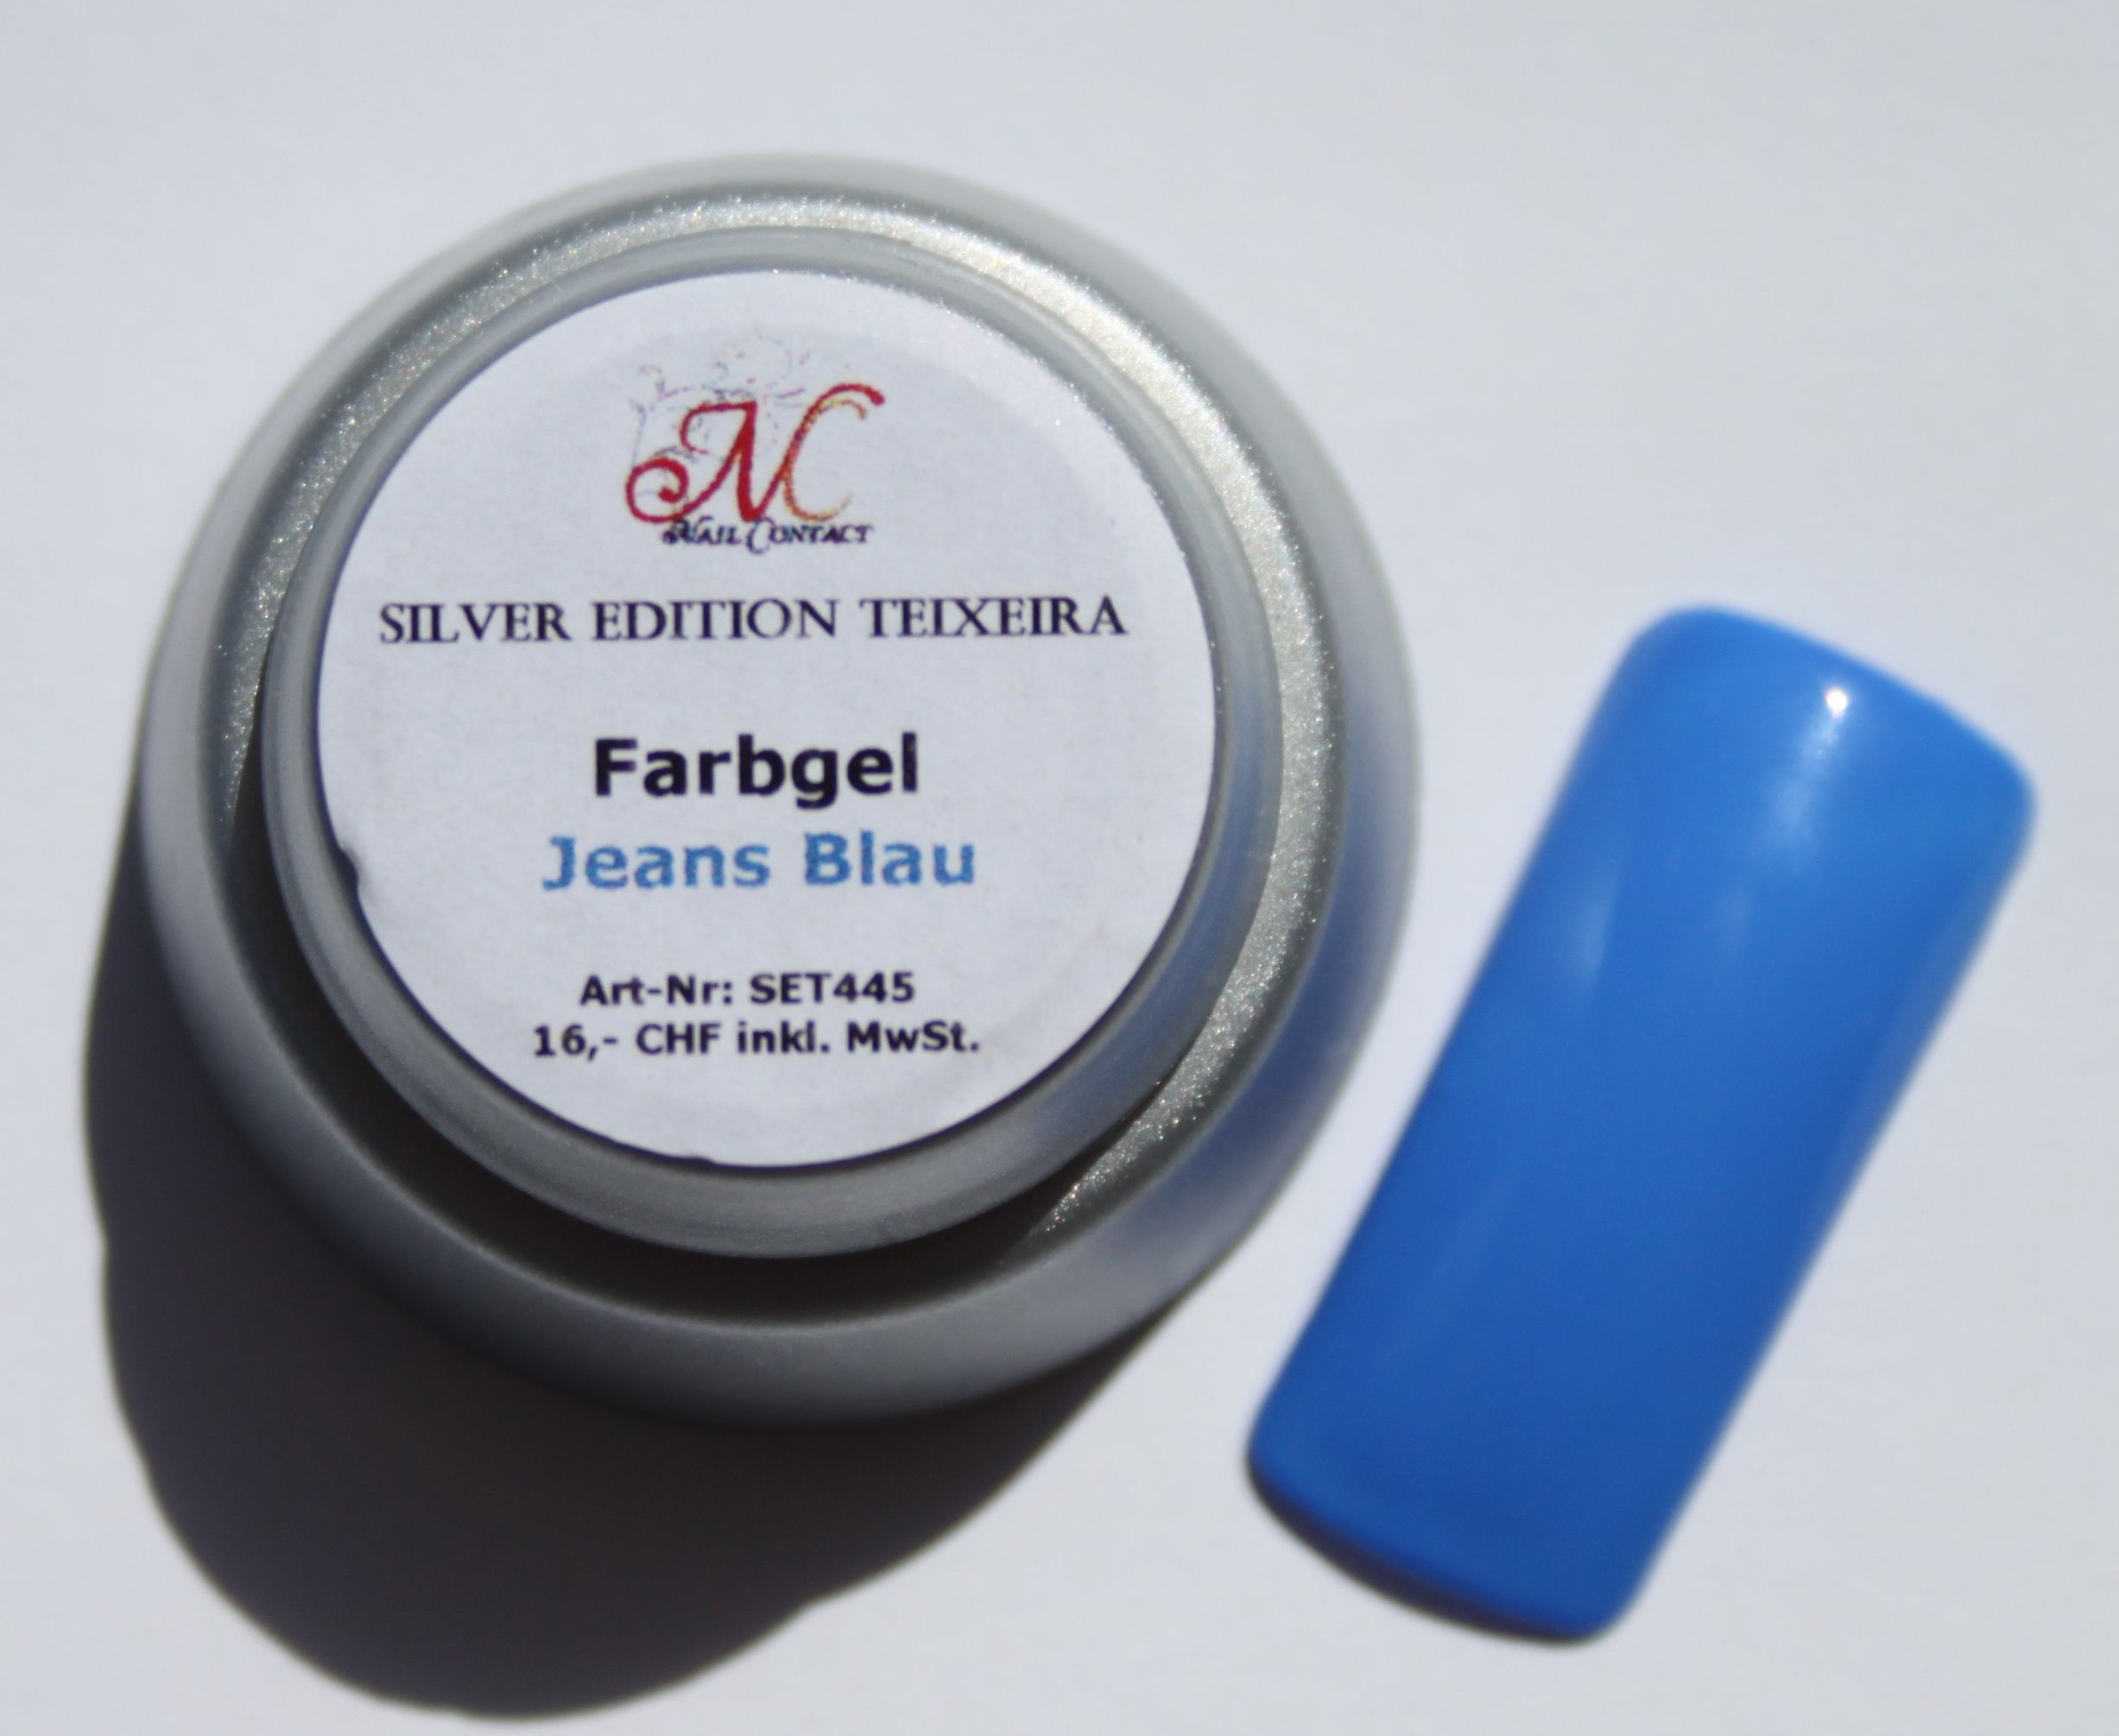 NC
Nail Contact
SILVER EDITION TEIXEIRA
Farbgel
Jeans Blau
Art-Nr: SET445
16,- CHF inkl. MwSt.